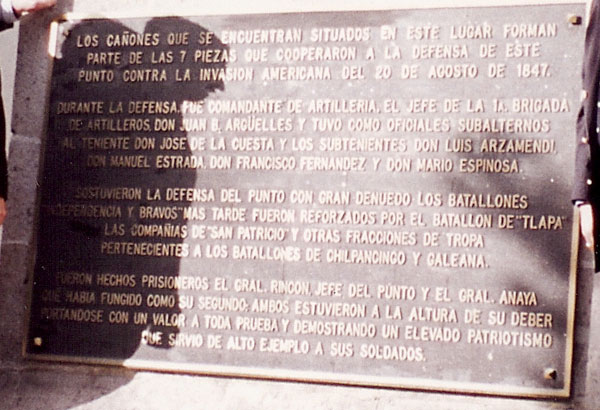 LOS CAÑONES QUE SE ENCUENTRAN SITUADOS EN ESTE LUGAR FORMAN
PARTE DE LAS 7 PIEZAS QUE COOPERARON A LA DEFENSA DE ESTE
PUNTO CONTRA LA INVASION AMERICANA DEL 20 DE AGOSTO DE 1847.
DURANTE LA DEFENSA, FUE COMANDANTE DE ARTILLERIA, EL JEFE DE LA 1a. BRIGADA
DE ARTILLEROS, DON JUAN B. ARGÜELLES Y TUVO COMO OFICIALES SUBALTERNOS
AL TENIENTE DON JOSE DE LA CUESTA Y LOS SUBTENIENTES DON LUIS ARZAMENDI,
DON MANUEL ESTRADA, DON FRANCISCO FERNANDEZ Y DON MARIO ESPINOSA.
SOSTUVIERON LA DEFENSA DEL PUNTO CON GRAN DENUEDO LOS BATALLONES
"INDEPENDENCIA Y BRAVOS" MAS TARDE FUERON REFORZADOS POR EL BATALLON DE "TLAPA"
LAS COMPAÑIAS DE "SAN PATRICIO" Y OTRAS FRACCIONES DE TROPA
PERTENECIENTES A LOS BATALLONES DE CHILPANCINGO Y GALEANA.
FUERON HECHOS PRISIONEROS EL GRAL. RINCON, JEFE DEL PUNTO Y EL GRAL. ANAYA
QUE HABIA FUNGIDO COMO SU SEGUNDO; AMBOS ESTUVIERON A LA ALTURA DE SU DEBER
PORTANDOSE CON UN VALOR A TODA PRUEBA Y DEMOSTRANDO UN ELEVADO PATRIOTISMO
QUE SIRVIO DE ALTO EJEMPLO A SUS SOLDADOS.